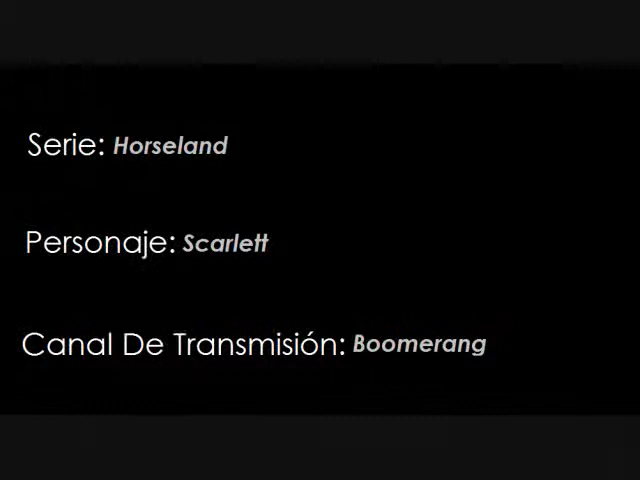 Serie: Horseland
Personaje: Scarlett
Canal De Transmisión: Boomerang